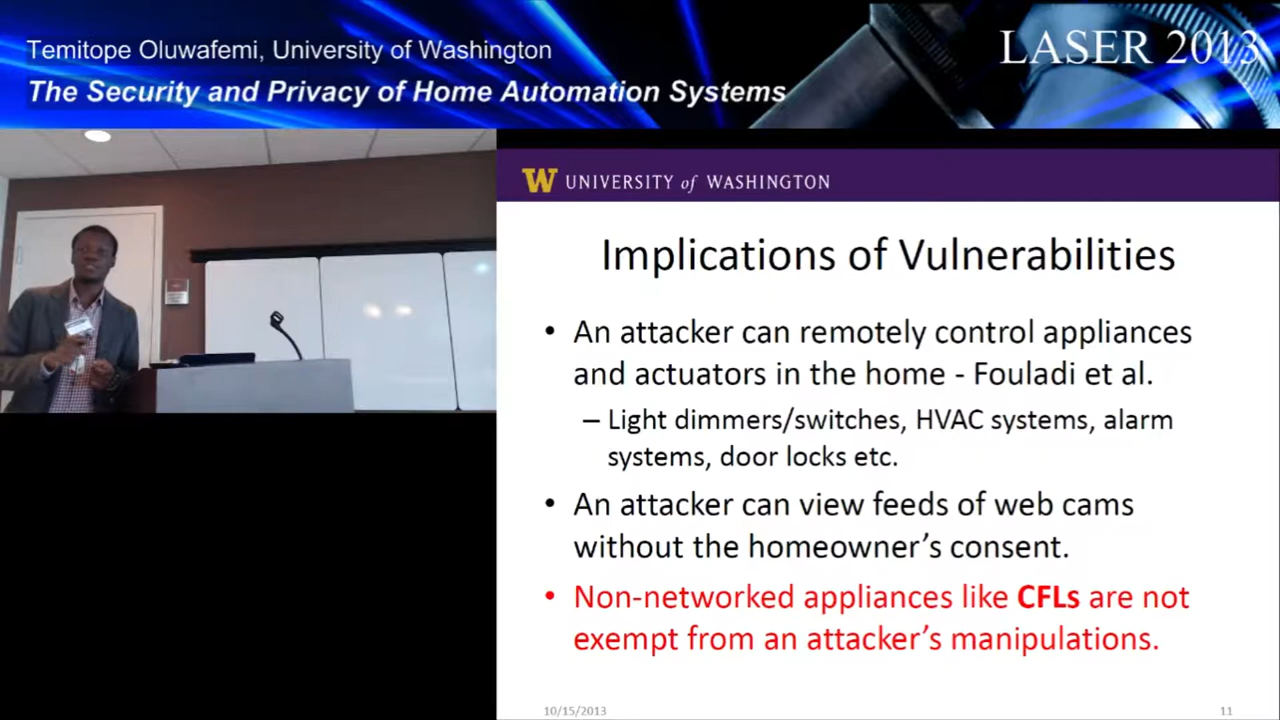 Temitope Oluwafemi, University of Washington
The Security and Privacy of Home Automation Systems
LASER 2013
W UNIVERSITY of WASHINGTON
Implications of Vulnerabilities
• An attacker can remotely control appliances
and actuators in the home - Fouladi et al.
– Light dimmers/switches, HVAC systems, alarm
systems, door locks etc.
• An attacker can view feeds of web cams
without the homeowner’s consent.
• Non-networked appliances like CFLs are not
exempt from an attacker’s manipulations.
10/15/2013
11